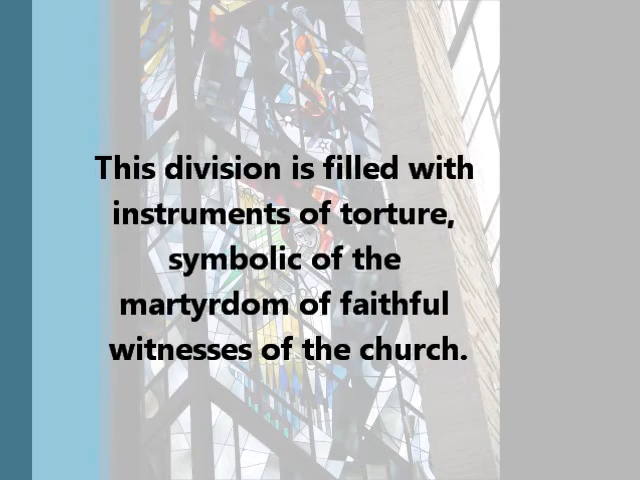 This division is filled with
instruments of torture,
symbolic of the
martyrdom of faithful
witnesses of the church.